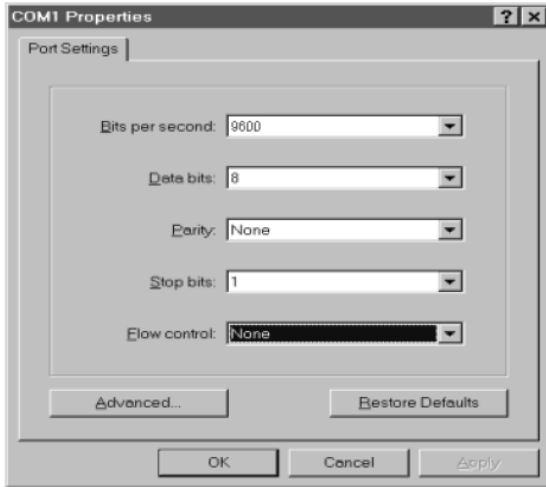 COM1 Properties
Port Settings
Bits per second: 9600
Data bits: 8
Parity: None
Stop bits: 1
Flow control: None
Advanced... Restore Defaults
OK Cancel Apply